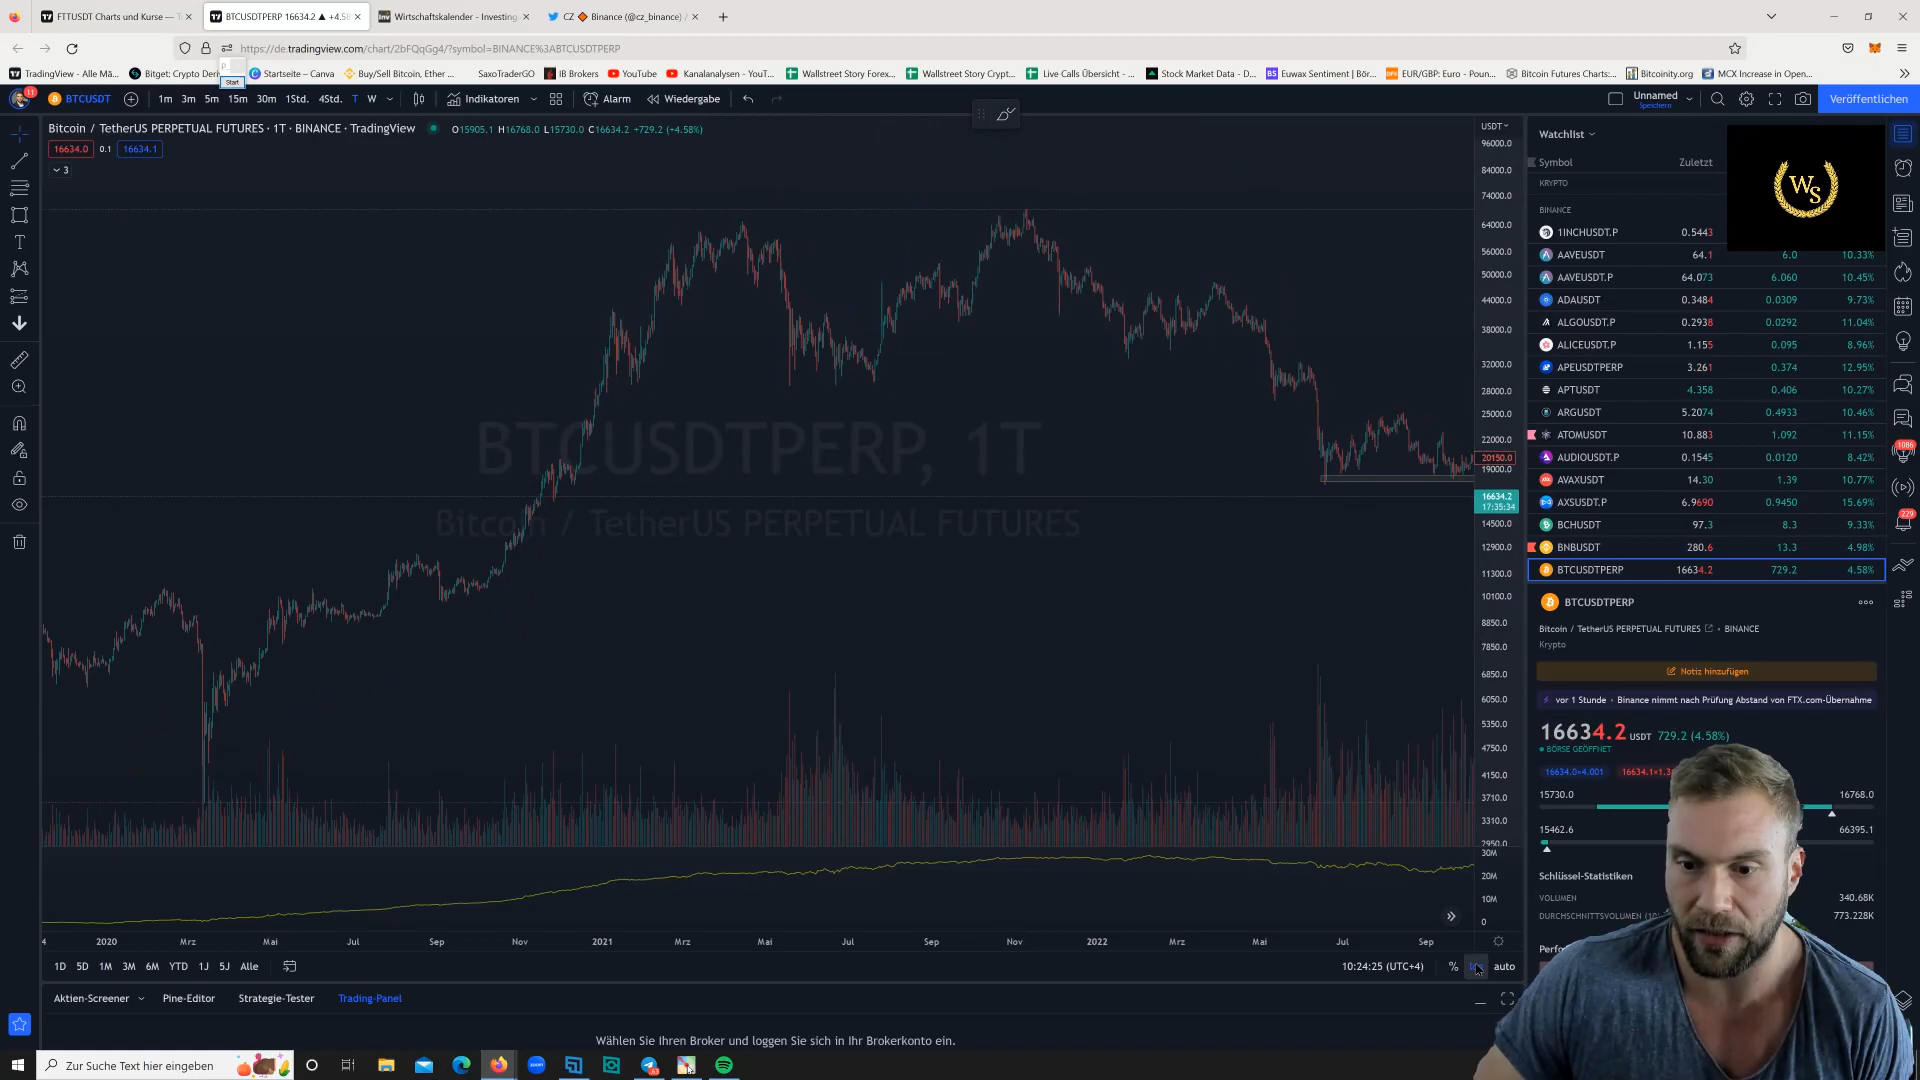 FTTUSDT Charts und Kurse — T
BTCUSDTPERP 16634.2 ▲ +4.58
Wirtschaftskalender - Investing.
CZ 🔶 Binance (@cz_binance) /
https://de.tradingview.com/chart/2bFQqGg4/?symbol=BINANCE%3ABTCUSDTPERP
TradingView - Alle Mä...
Bitget: Crypto Deri
Start
Startseite – Canva
Buy/Sell Bitcoin, Ether ...
SaxoTraderGO
IB Brokers
YouTube
Kanalanalysen - YouT...
Wallstreet Story Forex...
Wallstreet Story Crypt...
Live Calls Übersicht - ...
Stock Market Data - D...
Euwax Sentiment | Bör...
EUR/GBP: Euro - Poun...
Bitcoin Futures Charts:...
Bitcoinity.org
MCX Increase in Open...
11
BTCUSDT
1m 3m 5m 15m 30m 1Std. 4Std. T W
Indikatoren
Alarm
Wiedergabe
Unnamed
Speichern
Veröffentlichen
Bitcoin / TetherUS PERPETUAL FUTURES · 1T · BINANCE · TradingView
O15905.1 H16768.0 L15730.0 C16634.2 +729.2 (+4.58%)
16634.0 0.1 16634.1
3
BTCUSDTPERP, 1T
Bitcoin / TetherUS PERPETUAL FUTURES
USDT
96000.0
84000.0
74000.0
64000.0
56000.0
50000.0
44000.0
38000.0
32000.0
28000.0
25000.0
22000.0
20150.0
19000.0
16634.2
17:35:34
14500.0
12900.0
11300.0
10100.0
8850.0
7850.0
6850.0
6050.0
5350.0
4750.0
4150.0
3710.0
3310.0
2950.0
30M
20M
10M
0
4 2020 Mrz Mai Jul Sep Nov 2021 Mrz Mai Jul Sep Nov 2022 Mrz Mai Jul Sep
1D 5D 1M 3M 6M YTD 1J 5J Alle
10:24:25 (UTC+4)
% auto
Aktien-Screener
Pine-Editor
Strategie-Tester
Trading-Panel
Wählen Sie Ihren Broker und loggen Sie sich in Ihr Brokerkonto ein.
Watchlist
Symbol Zuletzt
KRYPTO
WS
BINANCE
1INCHUSDT.P 0.5443
AAVEUSDT 64.1 6.0 10.33%
AAVEUSDT.P 64.073 6.060 10.45%
ADAUSDT 0.3484 0.0309 9.73%
ALGOUSDT.P 0.2938 0.0292 11.04%
ALICEUSDT.P 1.155 0.095 8.96%
APEUSDTPERP 3.261 0.374 12.95%
APTUSDT 4.358 0.406 10.27%
ARGUSDT 5.2074 0.4933 10.46%
ATOMUSDT 10.883 1.092 11.15%
AUDIOUSDT.P 0.1545 0.0120 8.42%
AVAXUSDT 14.30 1.39 10.77%
AXSUSDT.P 6.9690 0.9450 15.69%
BCHUSDT 97.3 8.3 9.33%
BNBUSDT 280.6 13.3 4.98%
BTCUSDTPERP 16634.2 729.2 4.58%
BTCUSDTPERP
Bitcoin / TetherUS PERPETUAL FUTURES • BINANCE
Krypto
Notiz hinzufügen
vor 1 Stunde • Binance nimmt nach Prüfung Abstand von FTX.com-Übernahme
16634.2 USDT 729.2 (4.58%)
BÖRSE GEÖFFNET
16634.0×4.001
15730.0 16768.0
15462.6 66395.1
Schlüssel-Statistiken
VOLUMEN 340.68K
773.228K
1086
229
Zur Suche Text hier eingeben